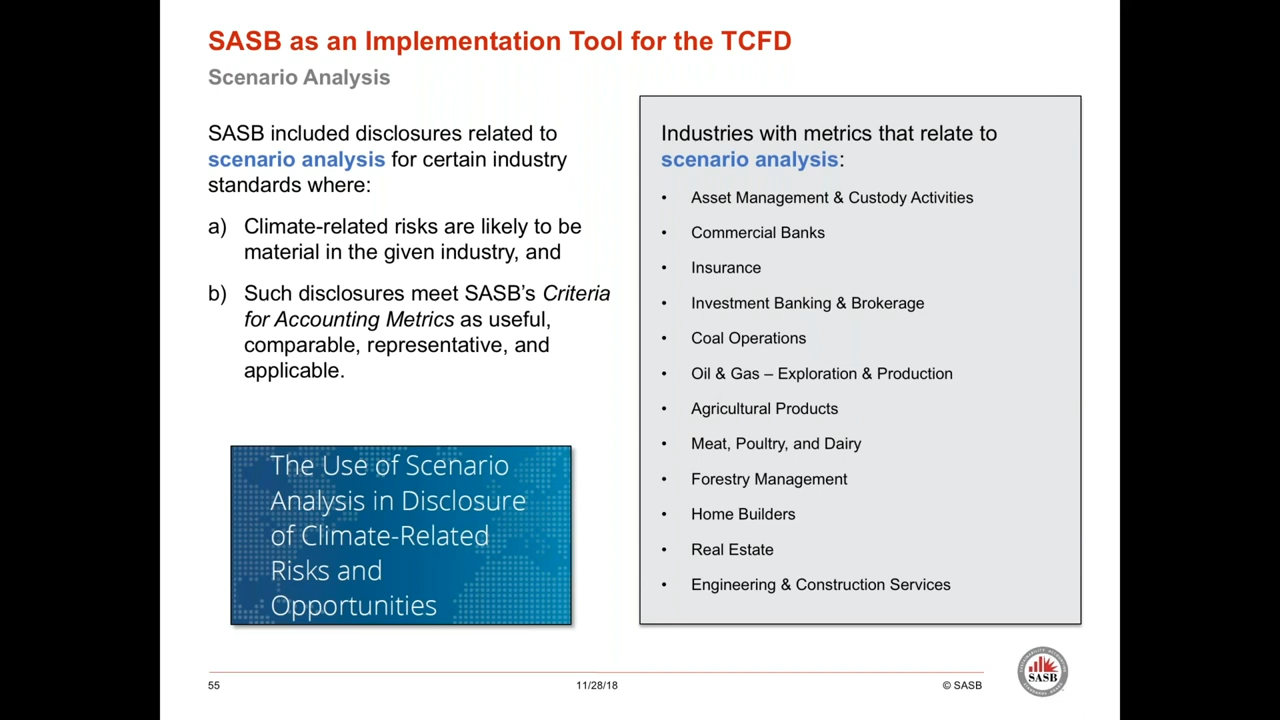 SASB as an Implementation Tool for the TCFD
Scenario Analysis
SASB included disclosures related to
scenario analysis for certain industry
standards where:
a) Climate-related risks are likely to be
material in the given industry, and
b) Such disclosures meet SASB’s Criteria
for Accounting Metrics as useful,
comparable, representative, and
applicable.
The Use of Scenario
Analysis in Disclosure
of Climate-Related
Risks and
Opportunities
Industries with metrics that relate to
scenario analysis:
• Asset Management & Custody Activities
• Commercial Banks
• Insurance
• Investment Banking & Brokerage
• Coal Operations
• Oil & Gas – Exploration & Production
• Agricultural Products
• Meat, Poultry, and Dairy
• Forestry Management
• Home Builders
• Real Estate
• Engineering & Construction Services
55
11/28/18
© SASB
SASB